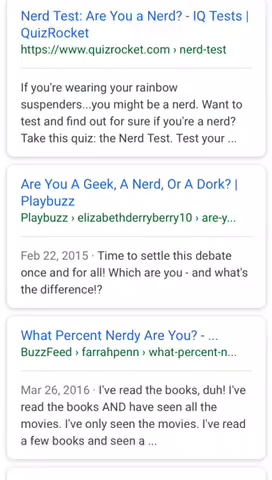 Nerd Test: Are You a Nerd? - IQ Tests |
QuizRocket
https://www.quizrocket.com › nerd-test
If you're wearing your rainbow
suspenders...you might be a nerd. Want to
test and find out for sure if you're a nerd?
Take this quiz: the Nerd Test. Test your ...
Are You A Geek, A Nerd, Or A Dork? |
Playbuzz
Playbuzz › elizabethderryberry10 › are-y...
Feb 22, 2015 · Time to settle this debate
once and for all! Which are you - and what's
the difference!?
What Percent Nerdy Are You? - ...
BuzzFeed › farrahpenn › what-percent-n...
Mar 26, 2016 · I've read the books, duh! I've
read the books AND have seen all the
movies. I've only seen the movies. I've read
a few books and seen a ...